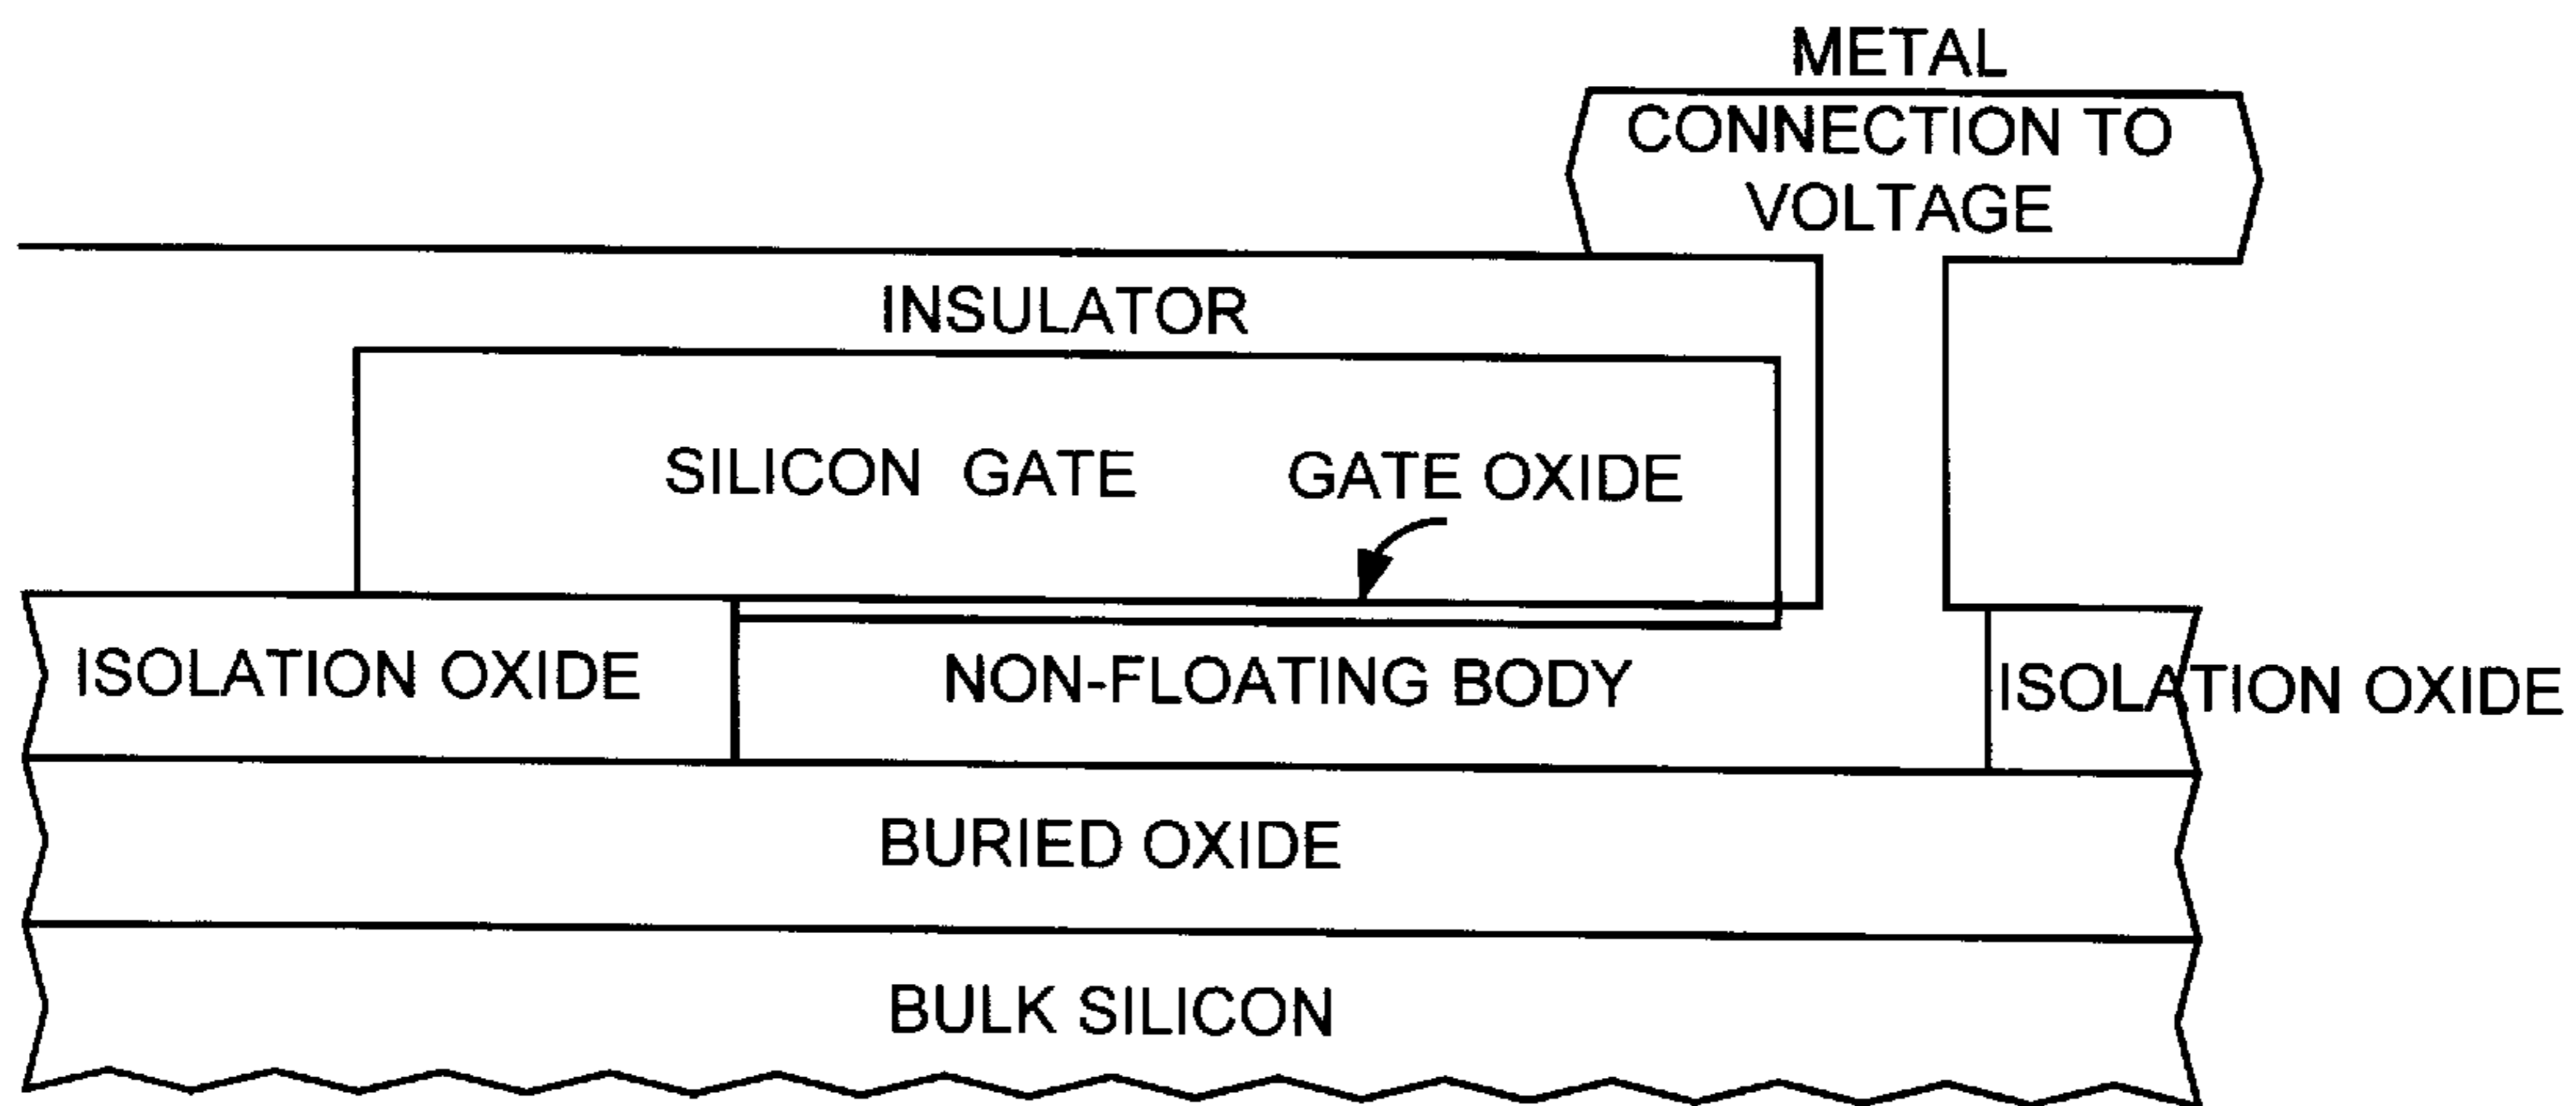 METAL
CONNECTION TO
VOLTAGE
INSULATOR
SILICON GATE
GATE OXIDE
ISOLATION OXIDE
NON-FLOATING BODY
ISOLATION OXIDE
BURIED OXIDE
BULK SILICON